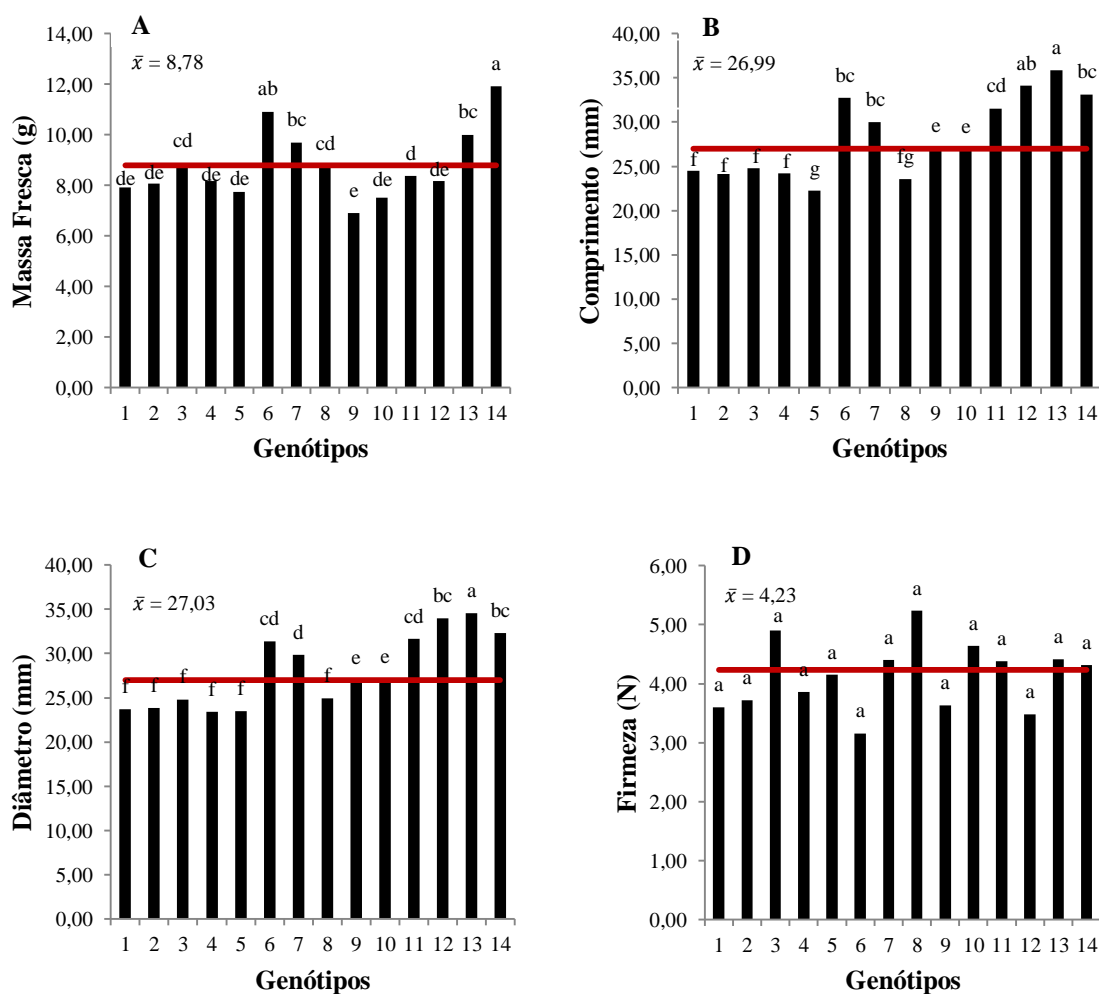 A
x̄ = 8,78
Massa Fresca (g)
14,00
12,00
10,00
8,00
6,00
4,00
2,00
0,00
de de cd de de ab bc cd e de d de bc a
1 2 3 4 5 6 7 8 9 10 11 12 13 14
Genótipos
B
x̄ = 26,99
Comprimento (mm)
40,00
35,00
30,00
25,00
20,00
15,00
10,00
5,00
0,00
f f f f g bc bc fg e e cd ab a bc
1 2 3 4 5 6 7 8 9 10 11 12 13 14
Genótipos
C
x̄ = 27,03
Diâmetro (mm)
40,00
35,00
30,00
25,00
20,00
15,00
10,00
5,00
0,00
f f f f f cd d f e e cd bc a bc
1 2 3 4 5 6 7 8 9 10 11 12 13 14
Genótipos
D
x̄ = 4,23
Firmeza (N)
6,00
5,00
4,00
3,00
2,00
1,00
0,00
a a a a a a a a a a a a a a
1 2 3 4 5 6 7 8 9 10 11 12 13 14
Genótipos